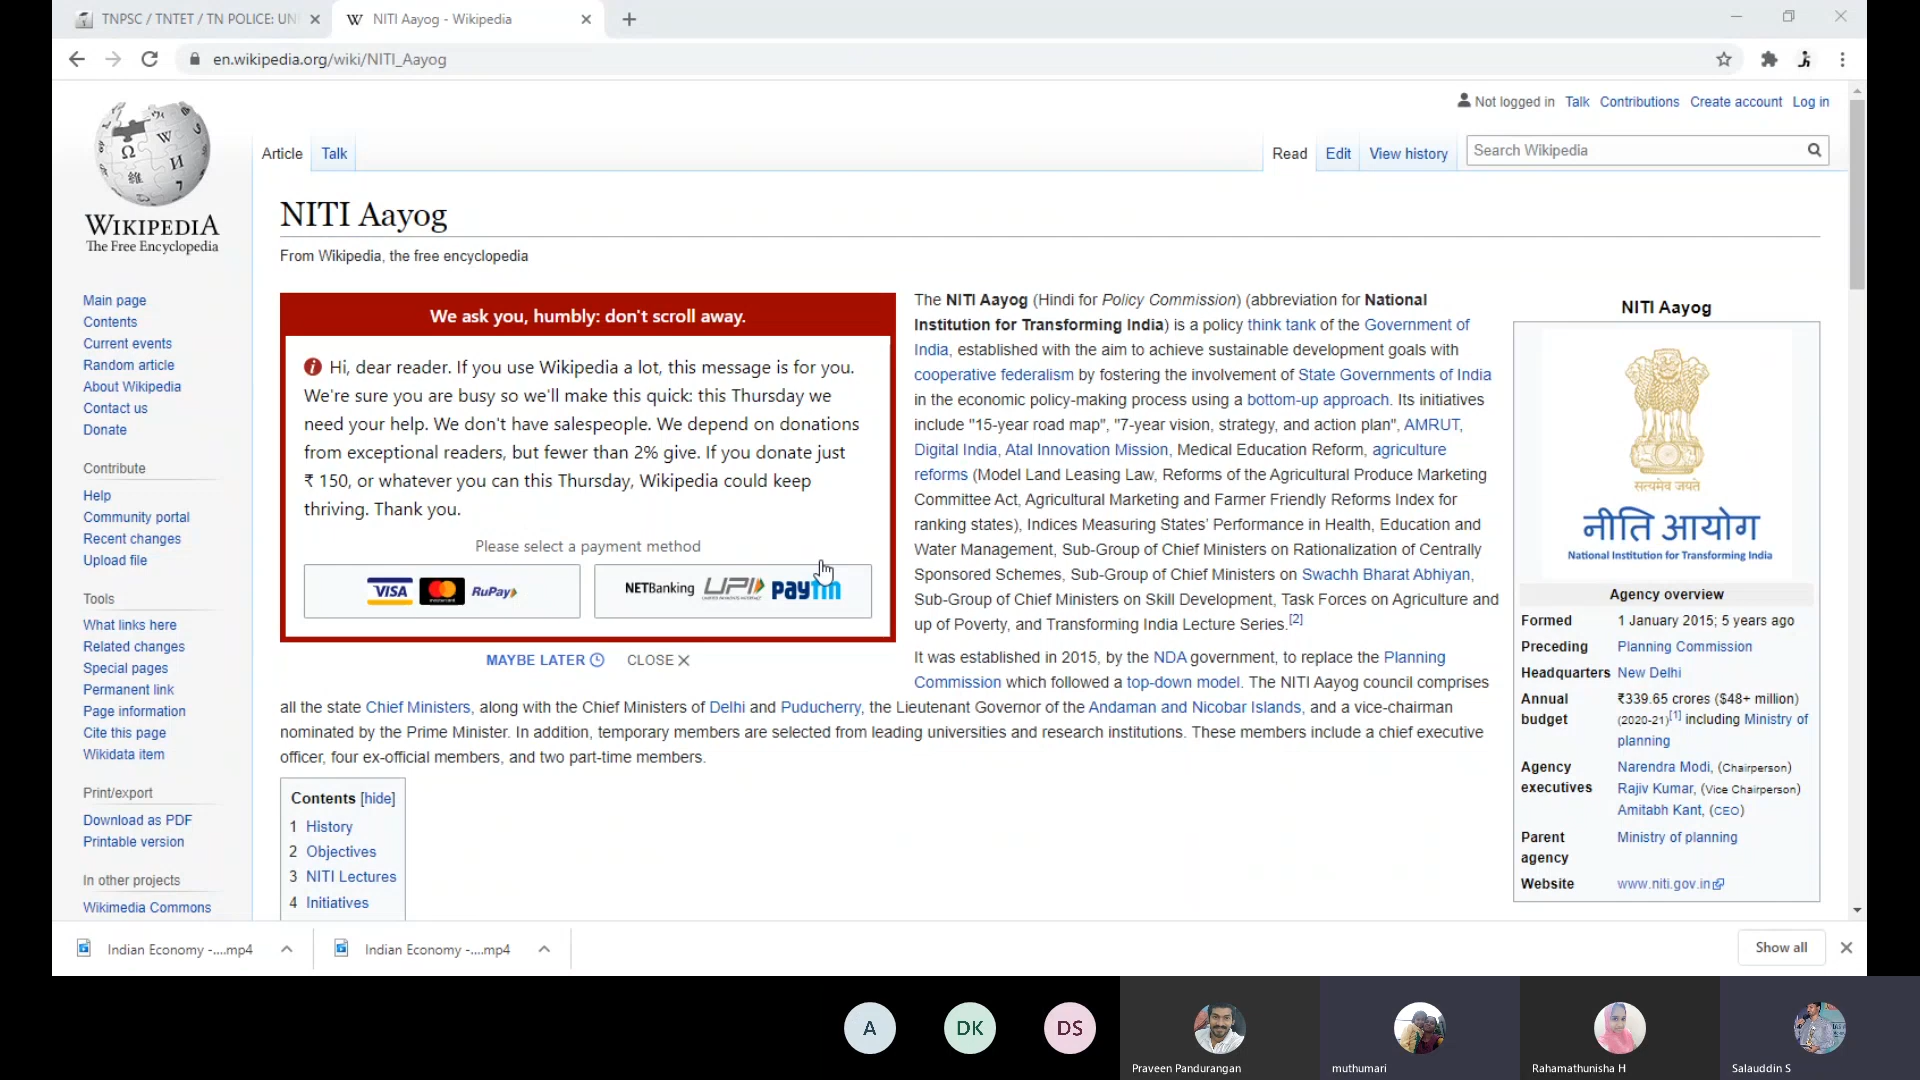 TNPSC / TNTET / TN POLICE: UNI
NITI Aayog - Wikipedia
en.wikipedia.org/wiki/NITI_Aayog
Not logged in Talk Contributions Create account Log in
Article Talk
Read Edit View history
Search Wikipedia
WIKIPEDIA
The Free Encyclopedia
Main page
Contents
Current events
Random article
About Wikipedia
Contact us
Donate
Contribute
Help
Community portal
Recent changes
Upload file
Tools
What links here
Related changes
Special pages
Permanent link
Page information
Cite this page
Wikidata item
Print/export
Download as PDF
Printable version
In other projects
Wikimedia Commons
NITI Aayog
From Wikipedia, the free encyclopedia
We ask you, humbly: don't scroll away.
Hi, dear reader. If you use Wikipedia a lot, this message is for you.
We're sure you are busy so we'll make this quick: this Thursday we
need your help. We don't have salespeople. We depend on donations
from exceptional readers, but fewer than 2% give. If you donate just
₹ 150, or whatever you can this Thursday, Wikipedia could keep
thriving. Thank you.
Please select a payment method
VISA mastercard RuPay
NETBanking UPI paytm
MAYBE LATER CLOSE
The NITI Aayog (Hindi for Policy Commission) (abbreviation for National
Institution for Transforming India) is a policy think tank of the Government of
India, established with the aim to achieve sustainable development goals with
cooperative federalism by fostering the involvement of State Governments of India
in the economic policy-making process using a bottom-up approach. Its initiatives
include "15-year road map", "7-year vision, strategy, and action plan", AMRUT,
Digital India, Atal Innovation Mission, Medical Education Reform, agriculture
reforms (Model Land Leasing Law, Reforms of the Agricultural Produce Marketing
Committee Act, Agricultural Marketing and Farmer Friendly Reforms Index for
ranking states), Indices Measuring States' Performance in Health, Education and
Water Management, Sub-Group of Chief Ministers on Rationalization of Centrally
Sponsored Schemes, Sub-Group of Chief Ministers on Swachh Bharat Abhiyan,
Sub-Group of Chief Ministers on Skill Development, Task Forces on Agriculture and
up of Poverty, and Transforming India Lecture Series.[2]
It was established in 2015, by the NDA government, to replace the Planning
Commission which followed a top-down model. The NITI Aayog council comprises
all the state Chief Ministers, along with the Chief Ministers of Delhi and Puducherry, the Lieutenant Governor of the Andaman and Nicobar Islands, and a vice-chairman
nominated by the Prime Minister. In addition, temporary members are selected from leading universities and research institutions. These members include a chief executive
officer, four ex-official members, and two part-time members.
Contents [hide]
1 History
2 Objectives
3 NITI Lectures
4 Initiatives
NITI Aayog
सत्यमेव जयते
नीति आयोग
National Institution for Transforming India
Agency overview
Formed 1 January 2015; 5 years ago
Preceding Planning Commission
Headquarters New Delhi
Annual budget ₹339.65 crores ($48+ million)
(2020-21)[1] including Ministry of
planning
Agency executives Narendra Modi, (Chairperson)
Rajiv Kumar, (Vice Chairperson)
Amitabh Kant, (CEO)
Parent agency Ministry of planning
Website www.niti.gov.in
Indian Economy -....mp4
Indian Economy -....mp4
Show all
A
DK
DS
Praveen Pandurangan
muthumari
Rahamathunisha H
Salauddin S